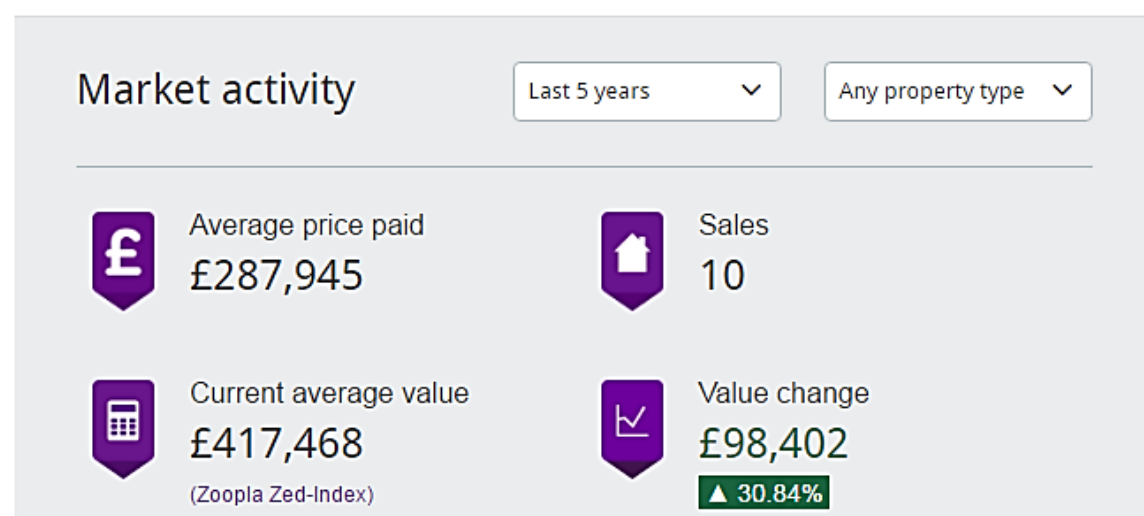 Market activity
Last 5 years
Any property type
£
Average price paid
£287,945
Sales
10
Current average value
£417,468
(Zoopla Zed-Index)
Value change
£98,402
▲ 30.84%